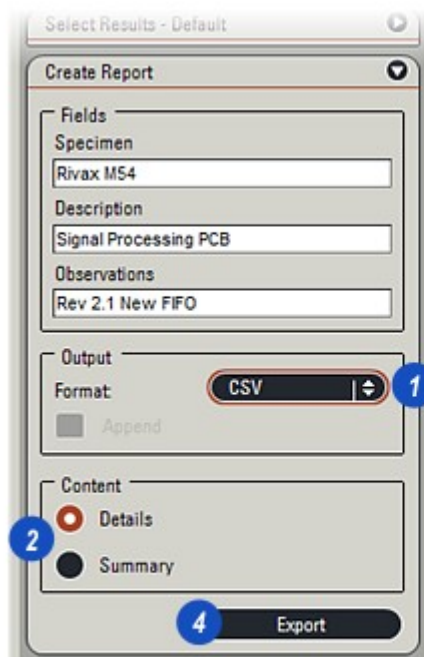 Select Results - Default
Create Report
Fields
Specimen
Rivax M54
Description
Signal Processing PCB
Observations
Rev 2.1 New FIFO
Output
Format: CSV 1
Append
Content
2 Details
Summary
4 Export